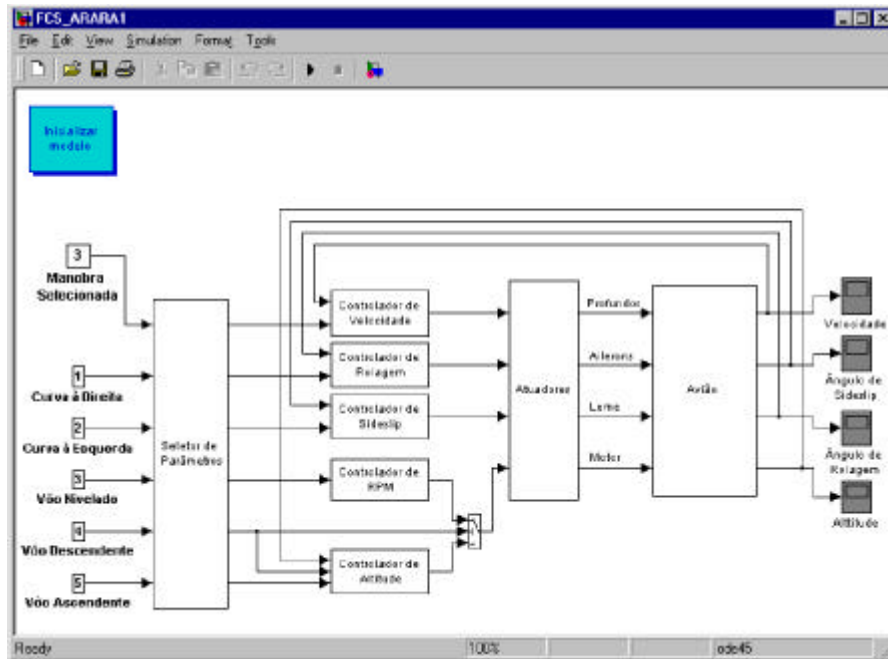 FCS_ARARA1
File Edit View Simulation Format Tools
Inicializar
modelo
3
Manobra
Selecionada
1
Curva à Direita
2
Curva à Esquerda
3
Vôo Nivelado
4
Vôo Descendente
5
Vôo Ascendente
Seletor de
Parâmetros
Controlador de
Velocidade
Controlador de
Rolagem
Controlador de
Sideslip
Controlador de
RPM
Controlador de
Altitude
Atuadores
Profundor
Ailerons
Leme
Motor
Avião
Velocidade
Ângulo de
Sideslip
Ângulo de
Rolagem
Altitude
Ready
100%
ode45